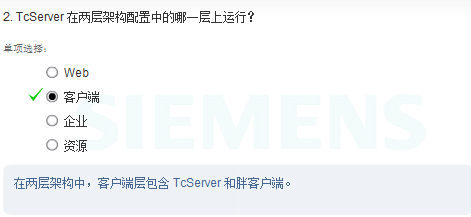 2. TcServer 在两层架构配置中的哪一层上运行?
单项选择:
Web
客户端
企业
资源
SIEMENS
在两层架构中，客户端层包含 TcServer 和胖客户端。